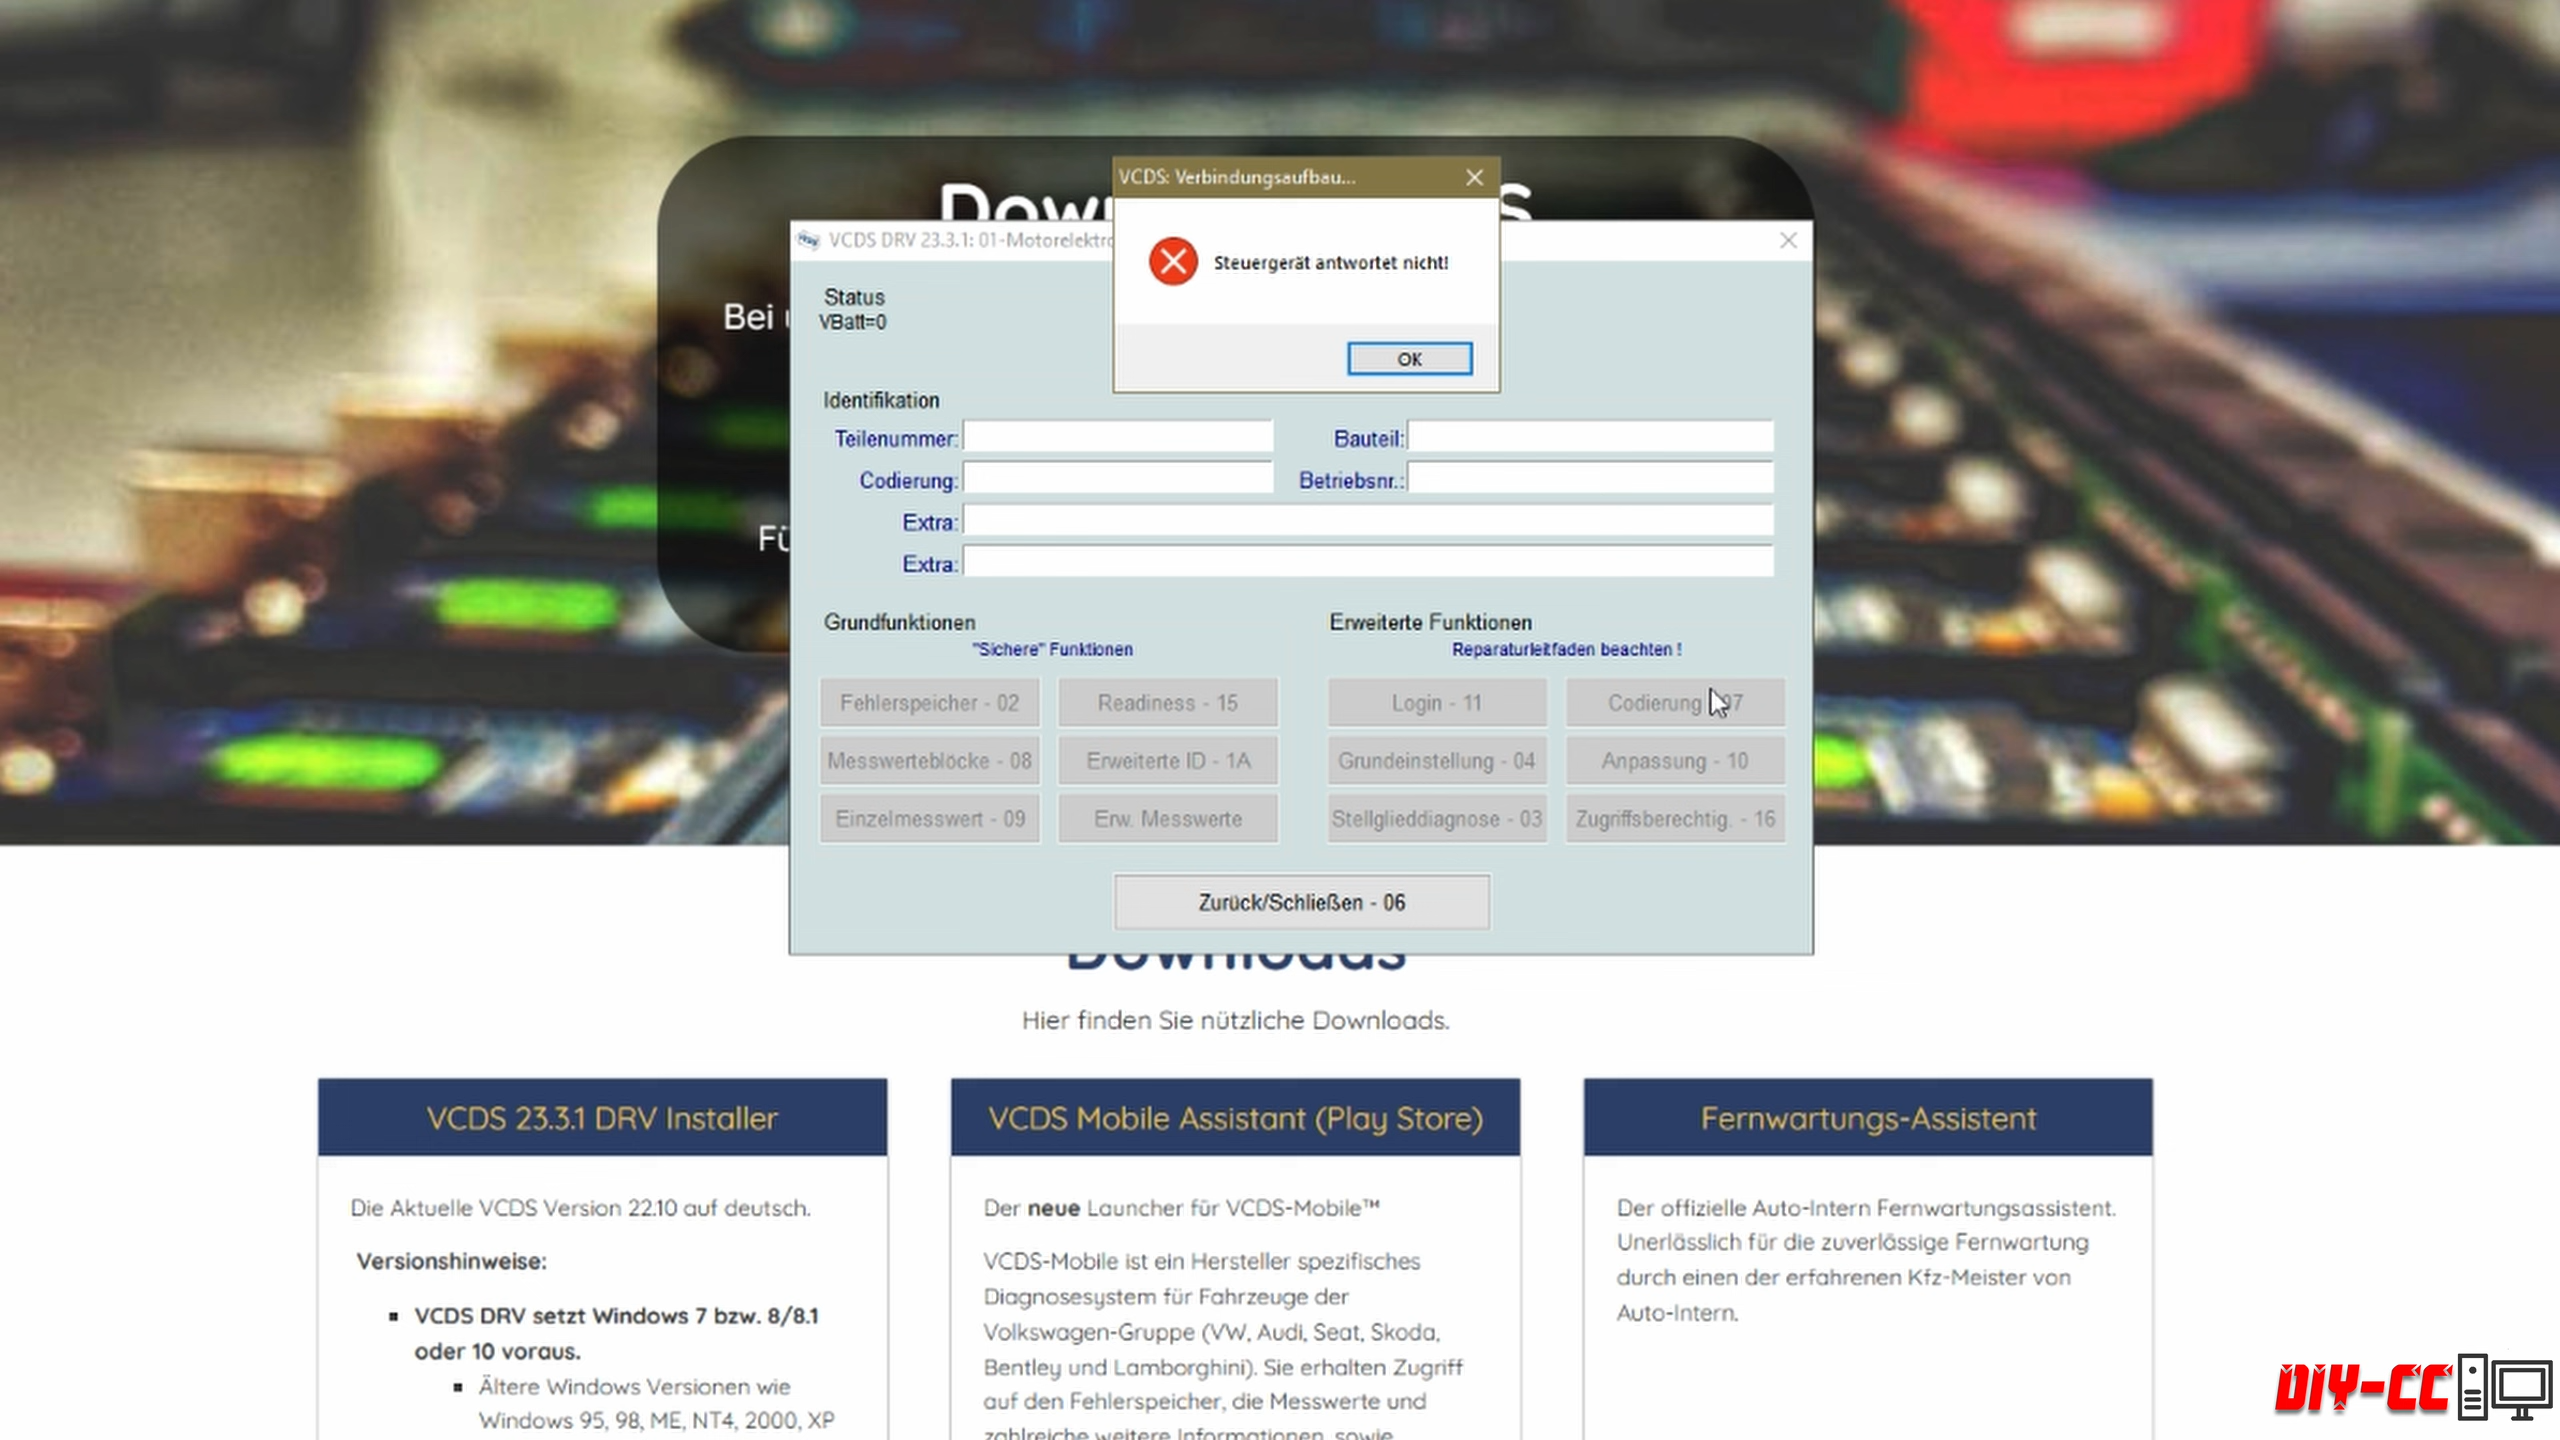 Dow
s
VCDS: Verbindungsaufbau...
Steuergerät antwortet nicht!
OK
VCDS DRV 23.3.1: 01-Motorelektro
Bei
Fü
Status
VBatt=0
Identifikation
Teilenummer:
Bauteil:
Codierung:
Betriebsnr.:
Extra:
Extra:
Grundfunktionen
Erweiterte Funktionen
"Sichere" Funktionen
Reparaturleitfaden beachten !
Fehlerspeicher - 02
Readiness - 15
Login - 11
Codierung 07
Messwerteblöcke - 08
Erweiterte ID - 1A
Grundeinstellung - 04
Anpassung - 10
Einzelmesswert - 09
Erw. Messwerte
Stellglieddiagnose - 03
Zugriffsberechtig. - 16
Zurück/Schließen - 06
Downloads
Hier finden Sie nützliche Downloads.
VCDS 23.3.1 DRV Installer
Die Aktuelle VCDS Version 22.10 auf deutsch.
Versionshinweise:
VCDS DRV setzt Windows 7 bzw. 8/8.1
oder 10 voraus.
Ältere Windows Versionen wie
Windows 95, 98, ME, NT4, 2000, XP
VCDS Mobile Assistant (Play Store)
Der neue Launcher für VCDS-Mobile™
VCDS-Mobile ist ein Hersteller spezifisches
Diagnosesystem für Fahrzeuge der
Volkswagen-Gruppe (VW, Audi, Seat, Skoda,
Bentley und Lamborghini). Sie erhalten Zugriff
auf den Fehlerspeicher, die Messwerte und
zahlreiche weitere Informationen, sowie
Fernwartungs-Assistent
Der offizielle Auto-Intern Fernwartungsassistent.
Unerlässlich für die zuverlässige Fernwartung
durch einen der erfahrenen Kfz-Meister von
Auto-Intern.
DIY-CC